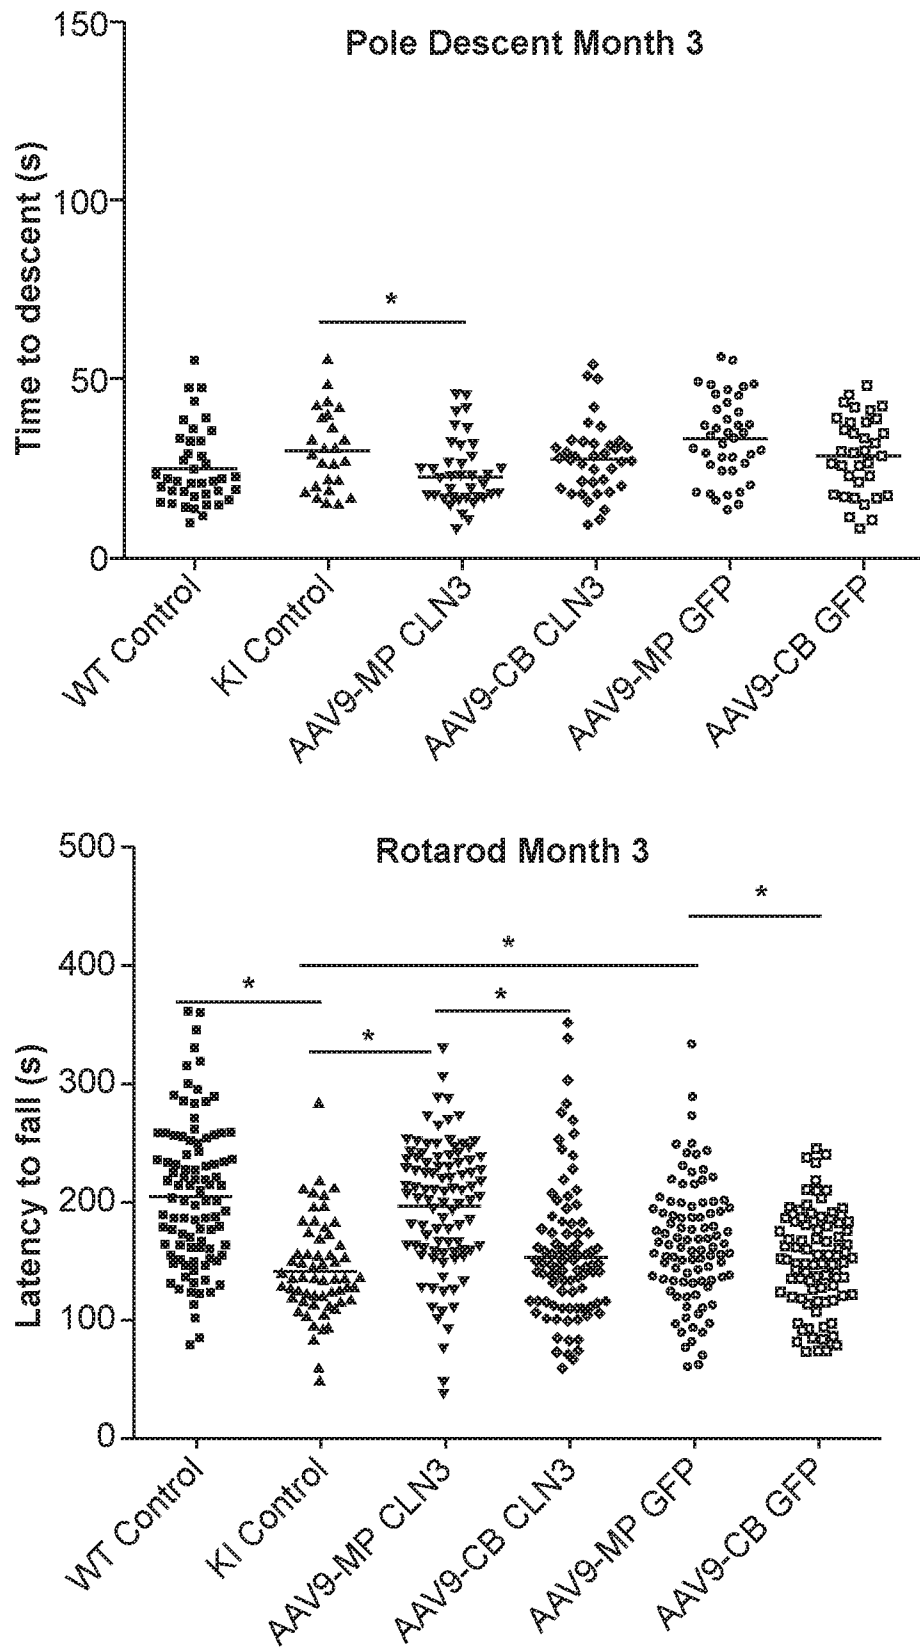 Pole Descent Month 3
Time to descent (s)
150
100
50
0
*
WT Control
KI Control
AAV9-MP CLN3
AAV9-CB CLN3
AAV9-MP GFP
AAV9-CB GFP
Rotarod Month 3
Latency to fall (s)
500
400
300
200
100
0
*
*
*
*
*
WT Control
KI Control
AAV9-MP CLN3
AAV9-CB CLN3
AAV9-MP GFP
AAV9-CB GFP